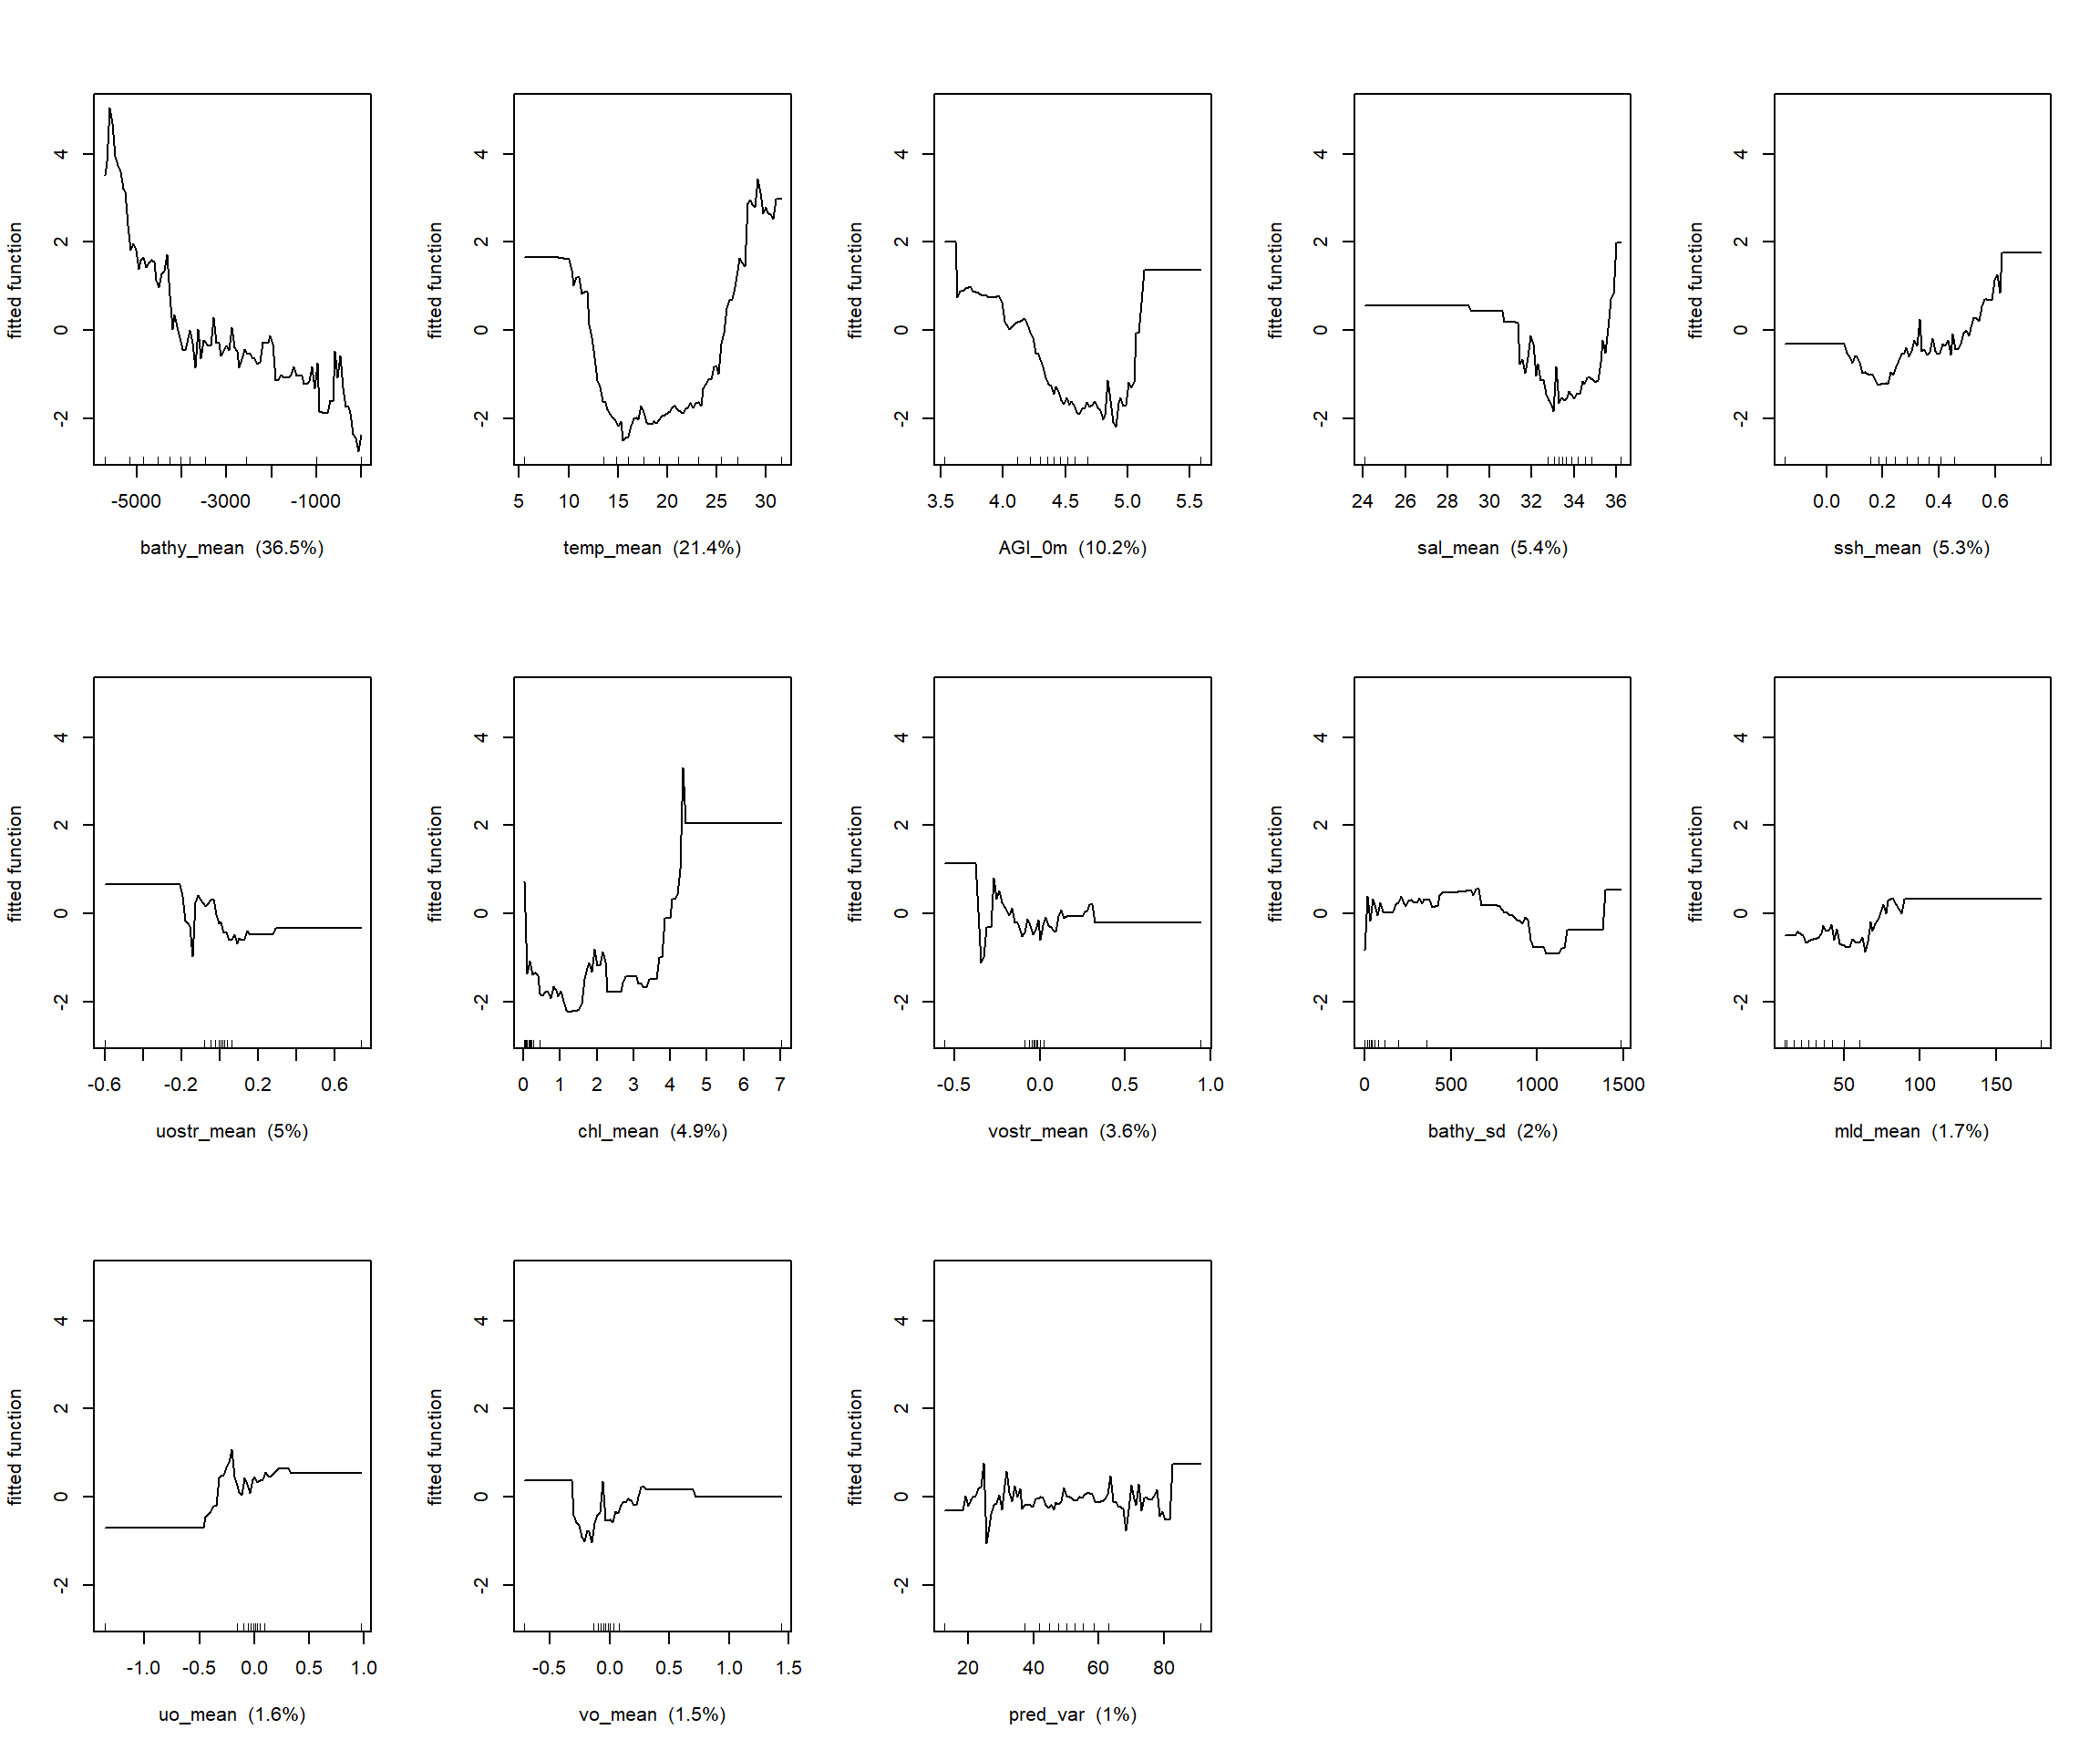 fitted function
-2 0 2 4
-5000 -3000 -1000
bathy_mean (36.5%)
fitted function
-2 0 2 4
5 10 15 20 25 30
temp_mean (21.4%)
fitted function
-2 0 2 4
3.5 4.0 4.5 5.0 5.5
AGI_0m (10.2%)
fitted function
-2 0 2 4
24 26 28 30 32 34 36
sal_mean (5.4%)
fitted function
-2 0 2 4
0.0 0.2 0.4 0.6
ssh_mean (5.3%)
fitted function
-2 0 2 4
-0.6 -0.2 0.2 0.6
uostr_mean (5%)
fitted function
-2 0 2 4
0 1 2 3 4 5 6 7
chl_mean (4.9%)
fitted function
-2 0 2 4
-0.5 0.0 0.5 1.0
vostr_mean (3.6%)
fitted function
-2 0 2 4
0 500 1000 1500
bathy_sd (2%)
fitted function
-2 0 2 4
50 100 150
mld_mean (1.7%)
fitted function
-2 0 2 4
-1.0 -0.5 0.0 0.5 1.0
uo_mean (1.6%)
fitted function
-2 0 2 4
-0.5 0.0 0.5 1.0 1.5
vo_mean (1.5%)
fitted function
-2 0 2 4
20 40 60 80
pred_var (1%)